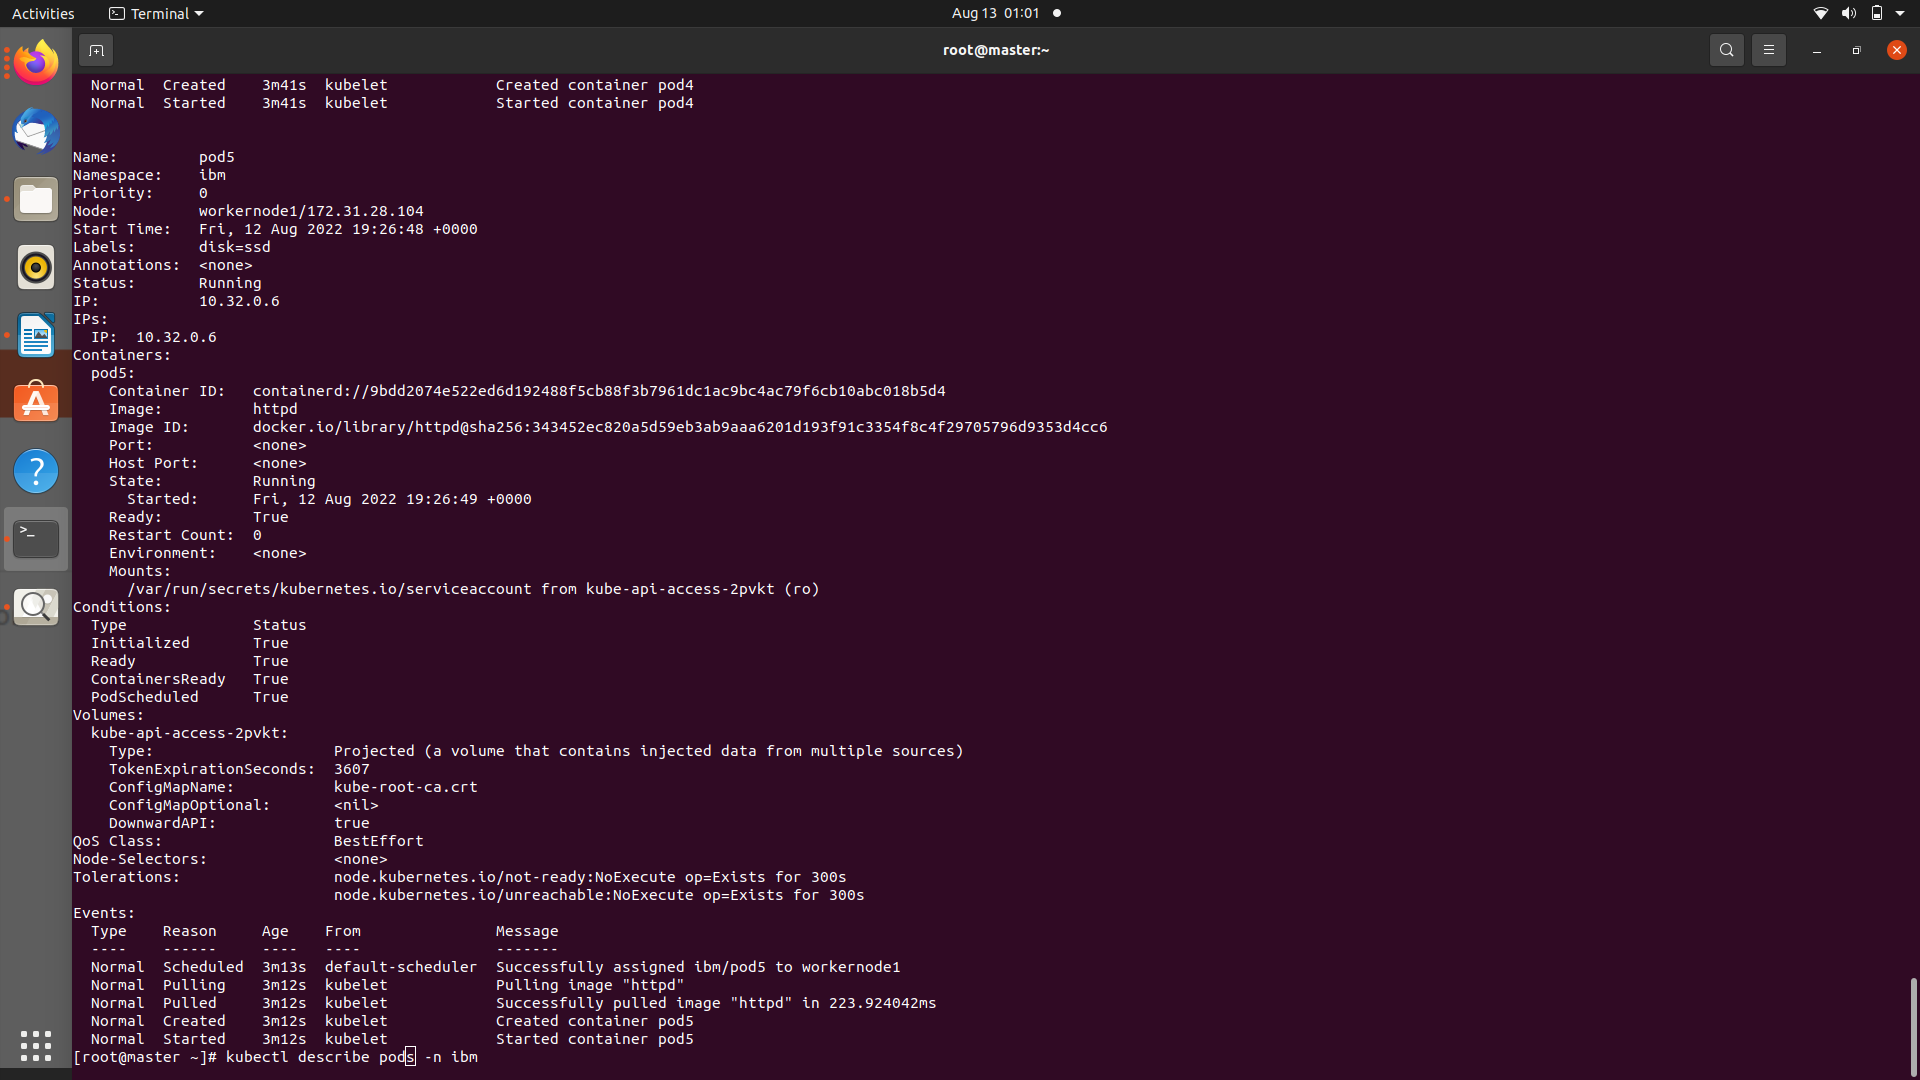 Activities Terminal Aug 13 01:01
root@master:~
  Normal  Created    3m41s  kubelet            Created container pod4
  Normal  Started    3m41s  kubelet            Started container pod4
Name:         pod5
Namespace:    ibm
Priority:     0
Node:         workernode1/172.31.28.104
Start Time:   Fri, 12 Aug 2022 19:26:48 +0000
Labels:       disk=ssd
Annotations:  <none>
Status:       Running
IP:           10.32.0.6
IPs:
  IP:  10.32.0.6
Containers:
  pod5:
    Container ID:   containerd://9bdd2074e522ed6d192488f5cb88f3b7961dc1ac9bc4ac79f6cb10abc018b5d4
    Image:          httpd
    Image ID:       docker.io/library/httpd@sha256:343452ec820a5d59eb3ab9aaa6201d193f91c3354f8c4f29705796d9353d4cc6
    Port:           <none>
    Host Port:      <none>
    State:          Running
      Started:      Fri, 12 Aug 2022 19:26:49 +0000
    Ready:          True
    Restart Count:  0
    Environment:    <none>
    Mounts:
      /var/run/secrets/kubernetes.io/serviceaccount from kube-api-access-2pvkt (ro)
Conditions:
  Type              Status
  Initialized       True
  Ready             True
  ContainersReady   True
  PodScheduled      True
Volumes:
  kube-api-access-2pvkt:
    Type:                    Projected (a volume that contains injected data from multiple sources)
    TokenExpirationSeconds:  3607
    ConfigMapName:           kube-root-ca.crt
    ConfigMapOptional:       <nil>
    DownwardAPI:             true
QoS Class:                   BestEffort
Node-Selectors:              <none>
Tolerations:                 node.kubernetes.io/not-ready:NoExecute op=Exists for 300s
                             node.kubernetes.io/unreachable:NoExecute op=Exists for 300s
Events:
  Type    Reason     Age    From               Message
  ----    ------     ----   ----               -------
  Normal  Scheduled  3m13s  default-scheduler  Successfully assigned ibm/pod5 to workernode1
  Normal  Pulling    3m12s  kubelet            Pulling image "httpd"
  Normal  Pulled     3m12s  kubelet            Successfully pulled image "httpd" in 223.924042ms
  Normal  Created    3m12s  kubelet            Created container pod5
  Normal  Started    3m12s  kubelet            Started container pod5
[root@master ~]# kubectl describe pods -n ibm